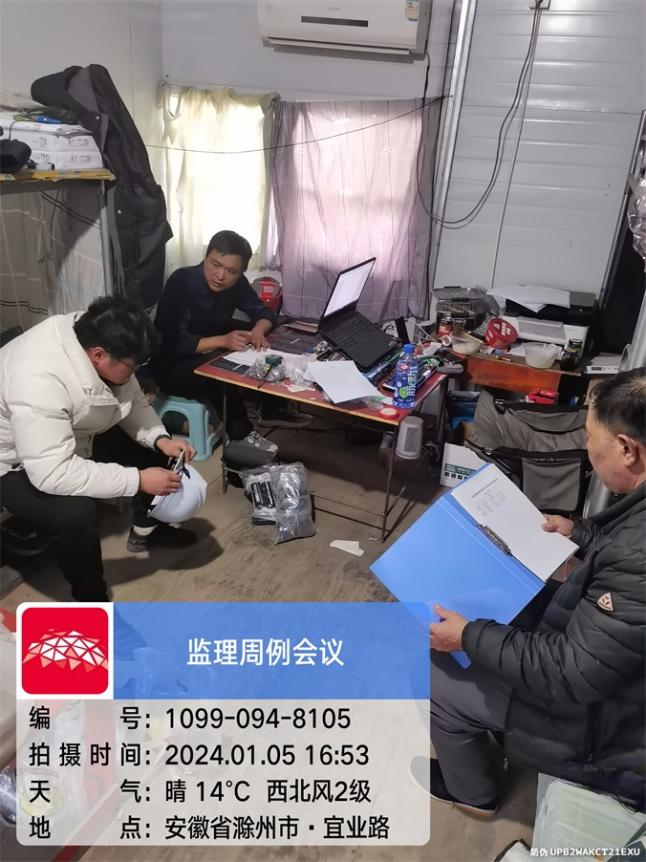 监理周例会议
编 号：1099-094-8105
拍摄时间：2024.01.05 16:53
天 气：晴 14℃ 西北风2级
地 点：安徽省滁州市·宜业路
防伪 UPB2WAKCT21EXU